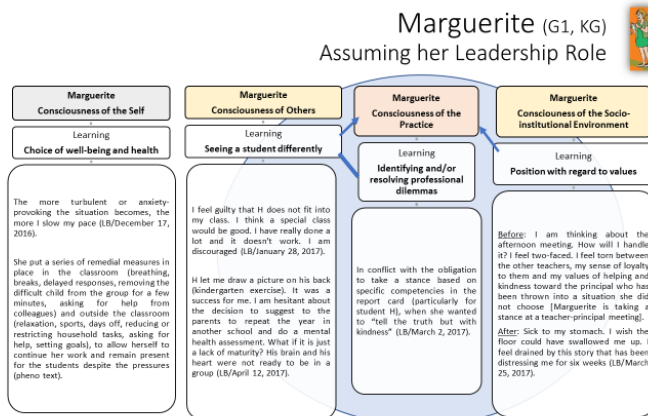 Marguerite (G1, KG)
Assuming her Leadership Role
Marguerite
Consciousness of the Self
Learning
Choice of well-being and health
The more turbulent or anxiety-
provoking the situation becomes, the
more I slow my pace (LB/December 17,
2016).
She put a series of remedial measures in
place in the classroom (breathing,
breaks, delayed responses, removing the
difficult child from the group for a few
minutes, asking for help from
colleagues) and outside the classroom
(relaxation, sports, days off, reducing or
restricting household tasks, asking for
help, setting goals), to allow herself to
continue her work and remain present
for the students despite the pressures
(pheno text).
Marguerite
Consciousness of Others
Learning
Seeing a student differently
I feel guilty that H does not fit into
my class. I think a special class
would be good. I have really done a
lot and it doesn't work. I am
discouraged (LB/January 28, 2017).
H let me draw a picture on his back
(kindergarten exercise). It was a
success for me. I am hesitant about
the decision to suggest to the
parents to repeat the year in
another school and do a mental
health assessment. What if it is just
a lack of maturity? His brain and his
heart were not ready to be in a
group (LB/April 12, 2017).
Marguerite
Consciousness of the
Practice
Learning
Identifying and/or
resolving professional
dilemmas
In conflict with the obligation
to take a stance based on
specific competencies in the
report card (particularly for
student H), when she wanted
to "tell the truth but with
kindness" (LB/March 2, 2017).
Marguerite
Consciouness of the Socio-
institutional Environment
Learning
Position with regard to values
Before: I am thinking about the
afternoon meeting. How will I handle
it? I feel two-faced. I feel torn between
the other teachers, my sense of loyalty
to them and my values of helping and
kindness toward the principal who has
been thrown into a situation she did
not choose [Marguerite is taking a
stance at a teacher-principal meeting].
After: Sick to my stomach. I wish the
floor could have swallowed me up. I
feel drained by this story that has been
distressing me for six weeks (LB/March
25, 2017).